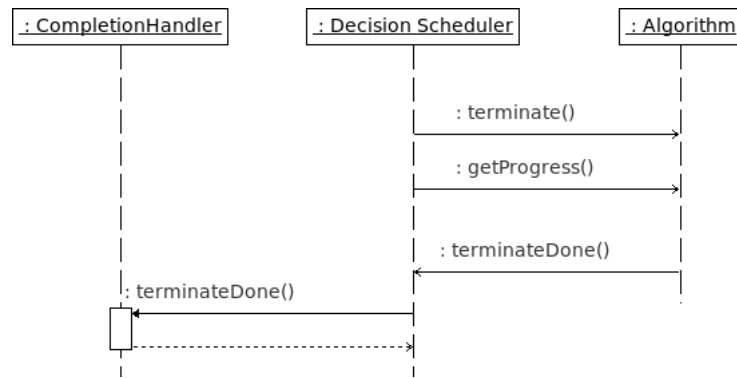 : CompletionHandler
: Decision Scheduler
: Algorithm
: terminate()
: getProgress()
: terminateDone()
: terminateDone()